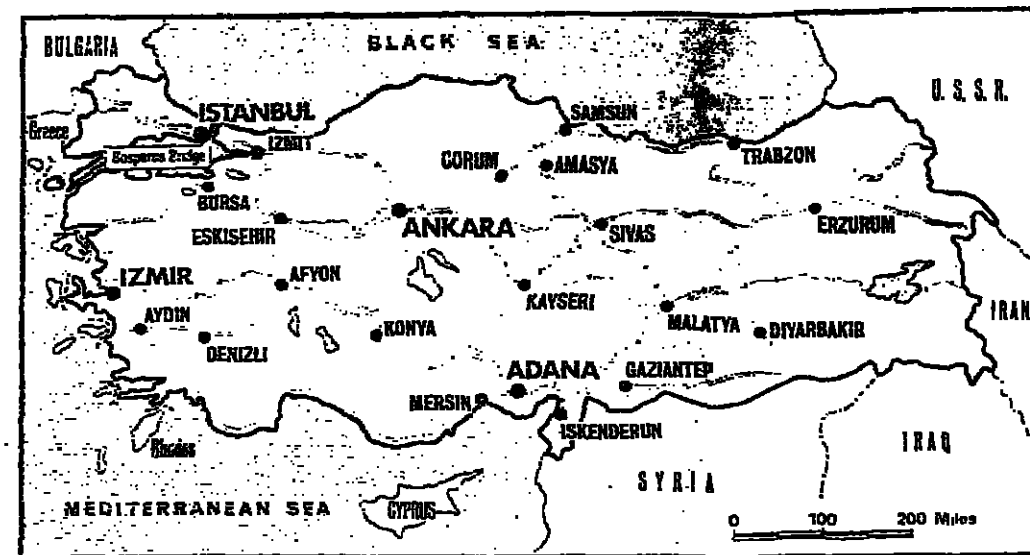 BLACK SEA
BULGARIA
U.S.S.R.
ISTANBUL
SAMSUN
Greece
IZMIT
Bosporus Bridge
CORUM
AMASYA
TRABZON
BURSA
ANKARA
ESKISEHIR
SIVAS
ERZURUM
IZMIR
AFYON
KAYSERI
IRAN
AYDIN
KONYA
MALATYA
DIYARBAKIR
DENIZLI
ADANA
GAZIANTEP
MERSIN
ISKENDERUN
Rhodes
IRAQ
SYRIA
MEDITERRANEAN SEA
CYPRUS
0 100 200 Miles